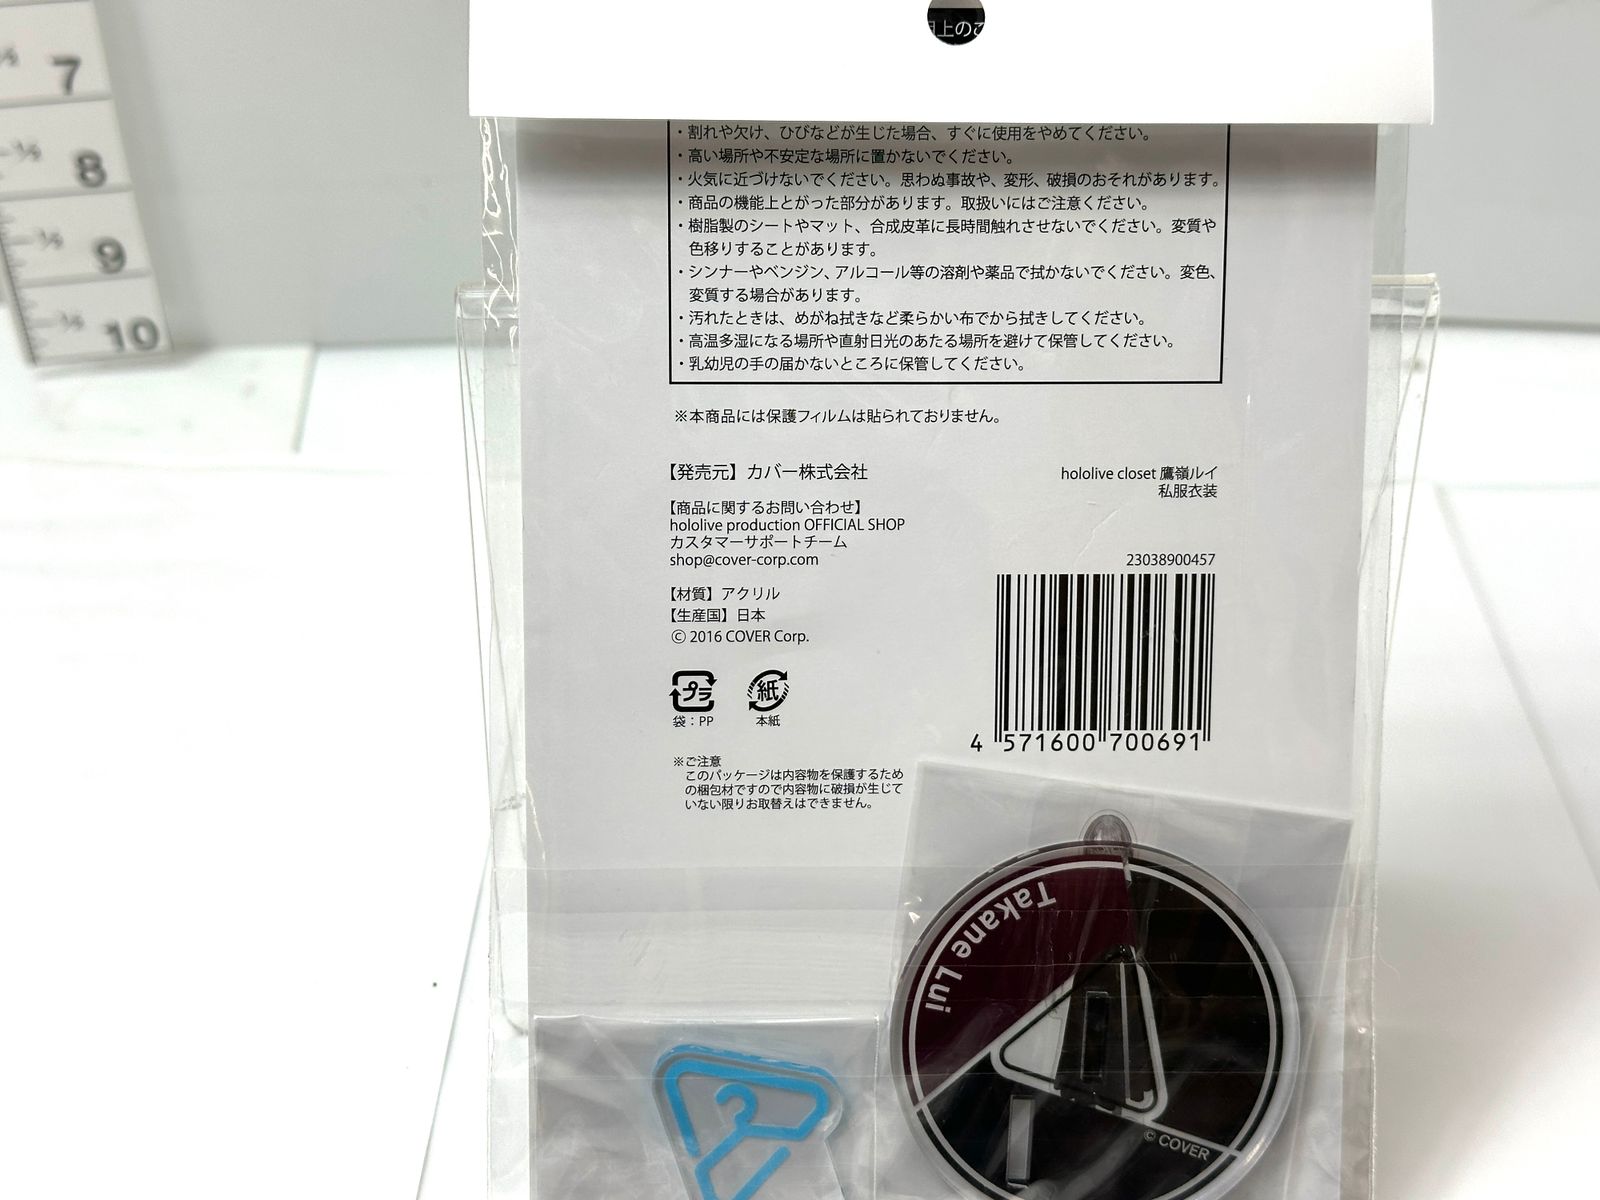 上のご
7
8
9
10
・割れや欠け、ひびなどが生じた場合、すぐに使用をやめてください。
・高い場所や不安定な場所に置かないでください。
・火気に近づけないでください。思わぬ事故や、変形、破損のおそれがあります。
・商品の機能上とがった部分があります。取扱いにはご注意ください。
・樹脂製のシートやマット、合成皮革に長時間触れさせないでください。変質や
色移りすることがあります。
・シンナーやベンジン、アルコール等の溶剤や薬品で拭かないでください。変色、
変質する場合があります。
・汚れたときは、めがね拭きなど柔らかい布でから拭きしてください。
・高温多湿になる場所や直射日光のあたる場所を避けて保管してください。
・乳幼児の手の届かないところに保管してください。
※本商品には保護フィルムは貼られておりません。
【発売元】カバー株式会社
【商品に関するお問い合わせ】
hololive production OFFICIAL SHOP
カスタマーサポートチーム
shop@cover-corp.com
【材質】アクリル
【生産国】日本
© 2016 COVER Corp.
プラ
紙
袋：PP
本紙
※ご注意
このパッケージは内容物を保護するため
の梱包材ですので内容物に破損が生じて
いない限りお取替えはできません。
hololive closet 鷹嶺ルイ
私服衣装
23038900457
4 571600 700691
Takane Lui
© COVER